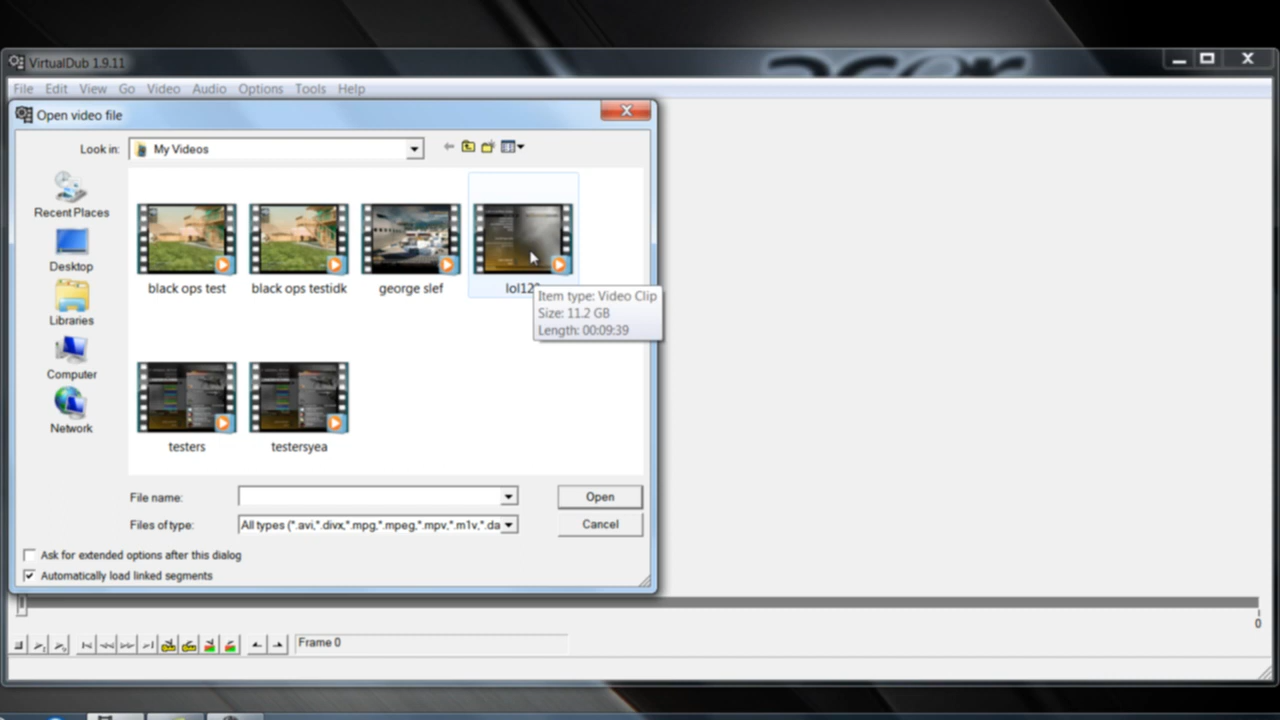 VirtualDub 1.9.11
File Edit View Go Video Audio Options Tools Help
Open video file
Look in: My Videos
Recent Places
Desktop
Libraries
Computer
Network
black ops test black ops testidk george slef
Item type: Video Clip
Size: 11.2 GB
Length: 00:09:39
testers testersyea
File name: Open
Files of type: All types (*.avi,*.divx,*.mpg,*.mpeg,*.mpv,*.m1v,*.da Cancel
Ask for extended options after this dialog
Automatically load linked segments
0
Frame 0